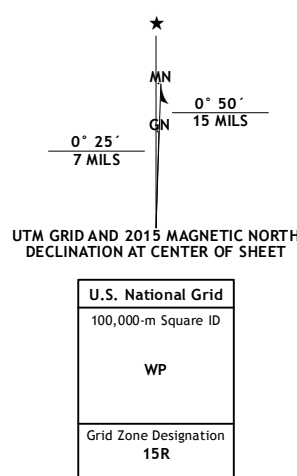 ★
MN
0° 50´
15 MILS
GN
0° 25´
7 MILS
UTM GRID AND 2015 MAGNETIC NORTH
DECLINATION AT CENTER OF SHEET
U.S. National Grid
100,000-m Square ID
WP
Grid Zone Designation
15R